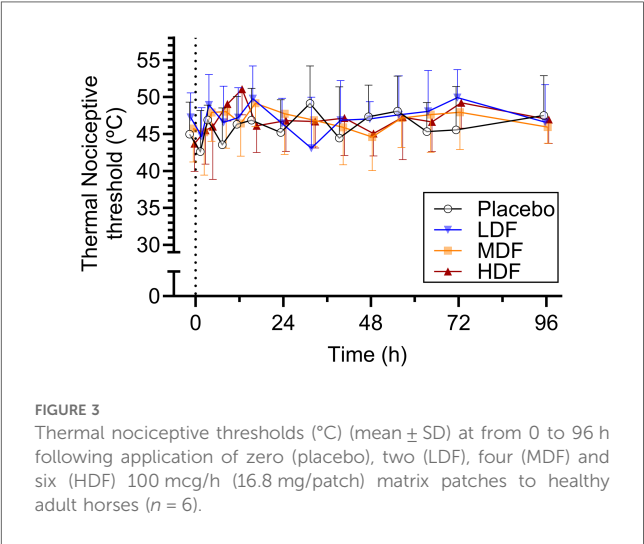 Thermal Nociceptive
threshold (°C)
55
50
45
40
35
30
0
Placebo
LDF
MDF
HDF
0 24 48 72 96
Time (h)
FIGURE 3
Thermal nociceptive thresholds (°C) (mean ± SD) at from 0 to 96 h
following application of zero (placebo), two (LDF), four (MDF) and
six (HDF) 100 mcg/h (16.8 mg/patch) matrix patches to healthy
adult horses (n = 6).